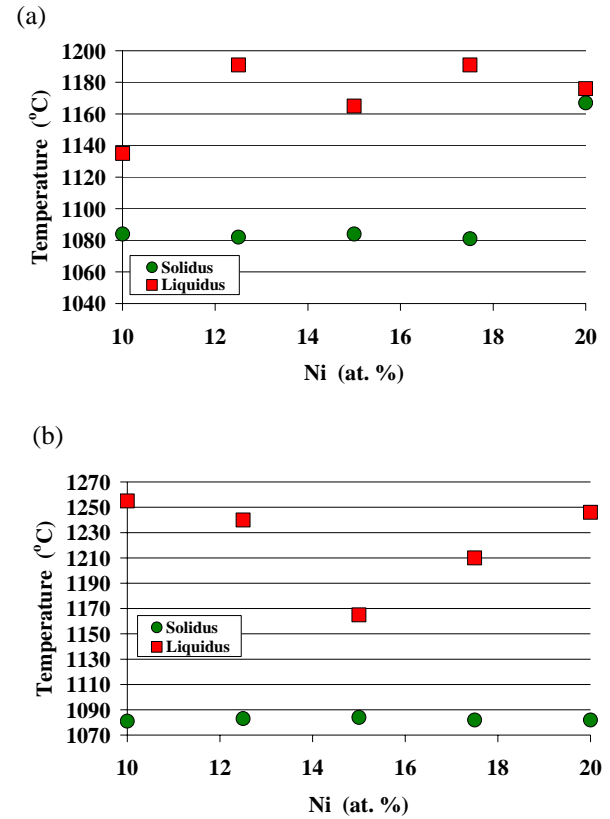 (a)
1200
1180
1160
1140
1120
1100
1080
1060
1040
Temperature (°C)
Solidus
Liquidus
10 12 14 16 18 20
Ni (at. %)
(b)
1270
1250
1230
1210
1190
1170
1150
1130
1110
1090
1070
Temperature (°C)
Solidus
Liquidus
10 12 14 16 18 20
Ni (at. %)